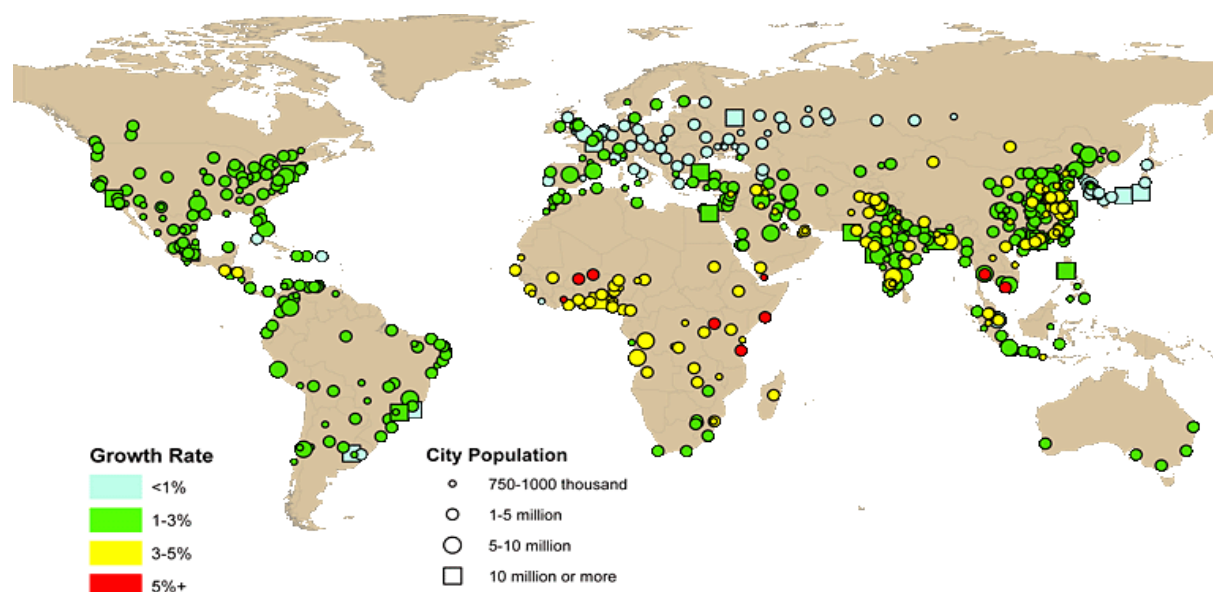 Growth Rate
<1%
1-3%
3-5%
5%+
City Population
750-1000 thousand
1-5 million
5-10 million
10 million or more